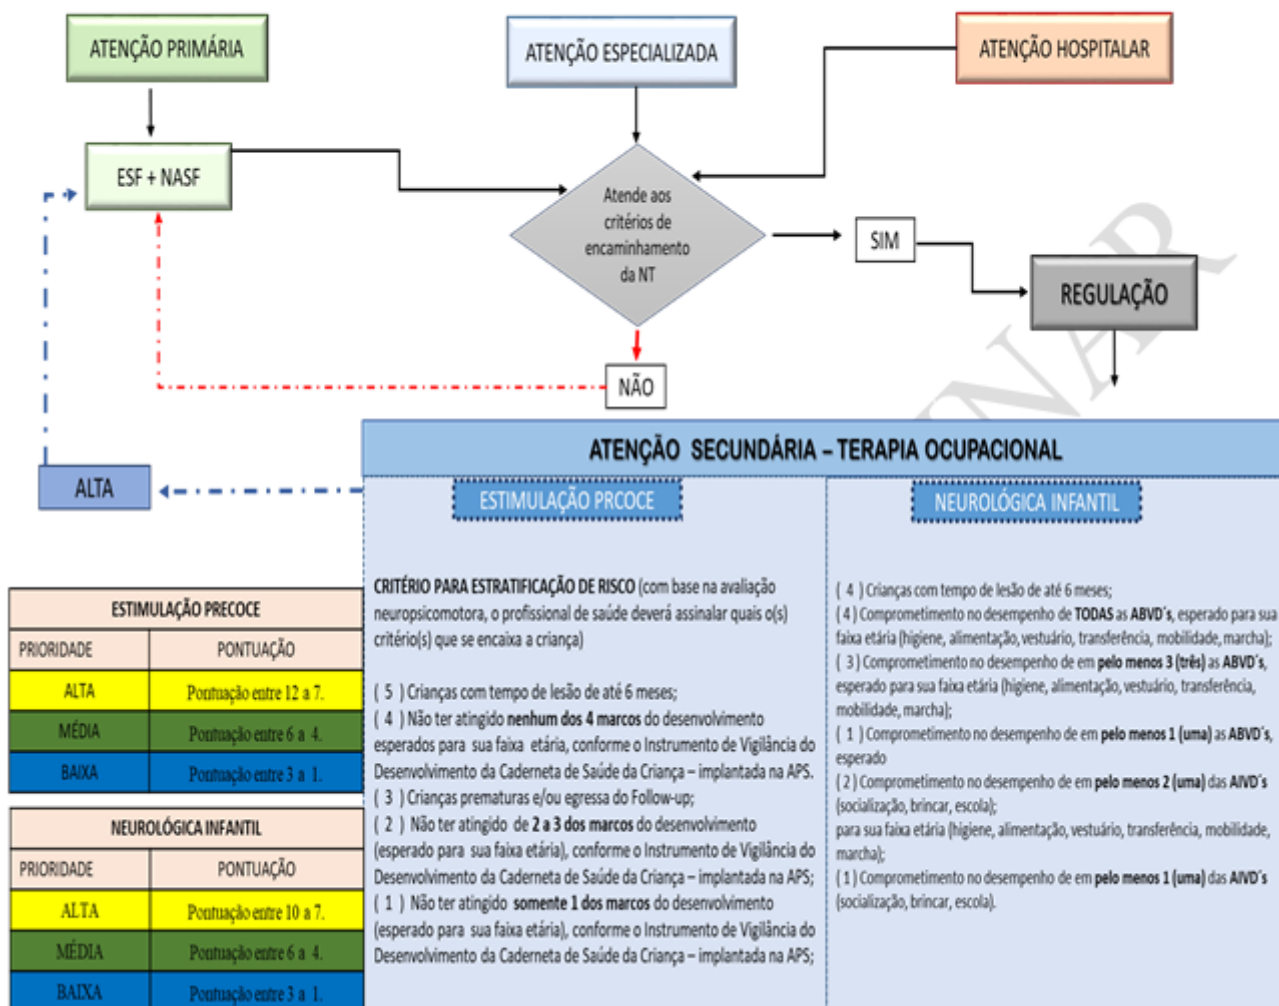 ATENÇÃO PRIMÁRIA
ATENÇÃO ESPECIALIZADA
ATENÇÃO HOSPITALAR
ESF + NASF
Atende aos
critérios de
encaminhamento
da NT
SIM
REGULAÇÃO
NÃO
ALTA
ATENÇÃO SECUNDÁRIA – TERAPIA OCUPACIONAL
ESTIMULAÇÃO PRCOCE
CRITÉRIO PARA ESTRATIFICAÇÃO DE RISCO (com base na avaliação
neuropsicomotora, o profissional de saúde deverá assinalar quais o(s)
critério(s) que se encaixa a criança)
( 5 ) Crianças com tempo de lesão de até 6 meses;
( 4 ) Não ter atingido nenhum dos 4 marcos do desenvolvimento
esperados para sua faixa etária, conforme o Instrumento de Vigilância do
Desenvolvimento da Caderneta de Saúde da Criança – implantada na APS.
( 3 ) Crianças prematuras e/ou egressa do Follow-up;
( 2 ) Não ter atingido de 2 a 3 dos marcos do desenvolvimento
(esperado para sua faixa etária), conforme o Instrumento de Vigilância do
Desenvolvimento da Caderneta de Saúde da Criança – implantada na APS;
( 1 ) Não ter atingido somente 1 dos marcos do desenvolvimento
(esperado para sua faixa etária), conforme o Instrumento de Vigilância do
Desenvolvimento da Caderneta de Saúde da Criança – implantada na APS;
NEUROLÓGICA INFANTIL
( 4 ) Crianças com tempo de lesão de até 6 meses;
( 4 ) Comprometimento no desempenho de TODAS as ABVD´s, esperado para sua
faixa etária (higiene, alimentação, vestuário, transferência, mobilidade, marcha);
( 3 ) Comprometimento no desempenho de em pelo menos 3 (três) as ABVD´s,
esperado para sua faixa etária (higiene, alimentação, vestuário, transferência,
mobilidade, marcha);
( 1 ) Comprometimento no desempenho de em pelo menos 1 (uma) as ABVD´s,
esperado
( 2 ) Comprometimento no desempenho de em pelo menos 2 (uma) das AIVD´s
(socialização, brincar, escola);
para sua faixa etária (higiene, alimentação, vestuário, transferência, mobilidade,
marcha);
( 1 ) Comprometimento no desempenho de em pelo menos 1 (uma) das AIVD´s
(socialização, brincar, escola).
ESTIMULAÇÃO PRECOCE
PRIORIDADE PONTUAÇÃO
ALTA Pontuação entre 12 a 7.
MÉDIA Pontuação entre 6 a 4.
BAIXA Pontuação entre 3 a 1.
NEUROLÓGICA INFANTIL
PRIORIDADE PONTUAÇÃO
ALTA Pontuação entre 10 a 7.
MÉDIA Pontuação entre 6 a 4.
BAIXA Pontuação entre 3 a 1.